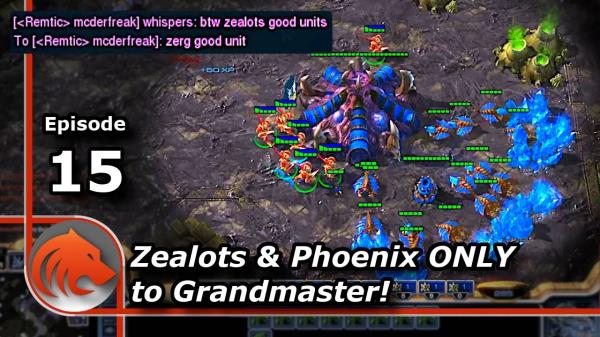 [<Remtic> mcderfreak] whispers: btw zealots good units
To [<Remtic> mcderfreak]: zerg good unit
+50 XP
Episode
15
Zealots & Phoenix ONLY
to Grandmaster!